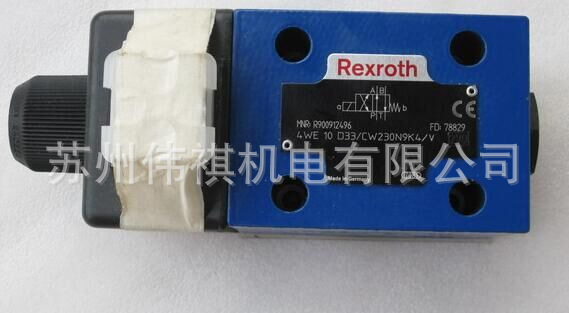 Rexroth
A B
a
b
P T
MNR: R900912496
FD: 78829
4WE 10 D33/CW230N9K4/V
CE
苏州伟祺机电有限公司
Made in Germany